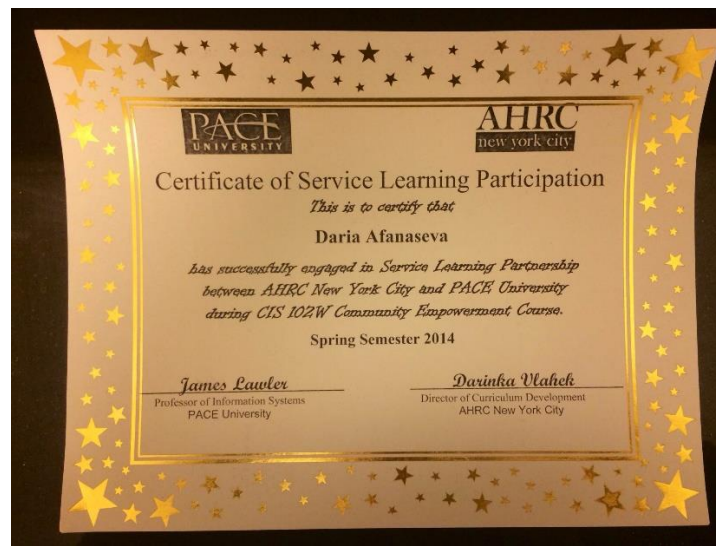 PACE
UNIVERSITY
AHRC
new york city
Certificate of Service Learning Participation
This is to certify that
Daria Afanaseva
has successfully engaged in Service Learning Partnership
between AHRC New York City and PACE University
during CIS 102W Community Empowerment Course.
Spring Semester 2014
James Lawler
Professor of Information Systems
PACE University
Darinka Vlahek
Director of Curriculum Development
AHRC New York City